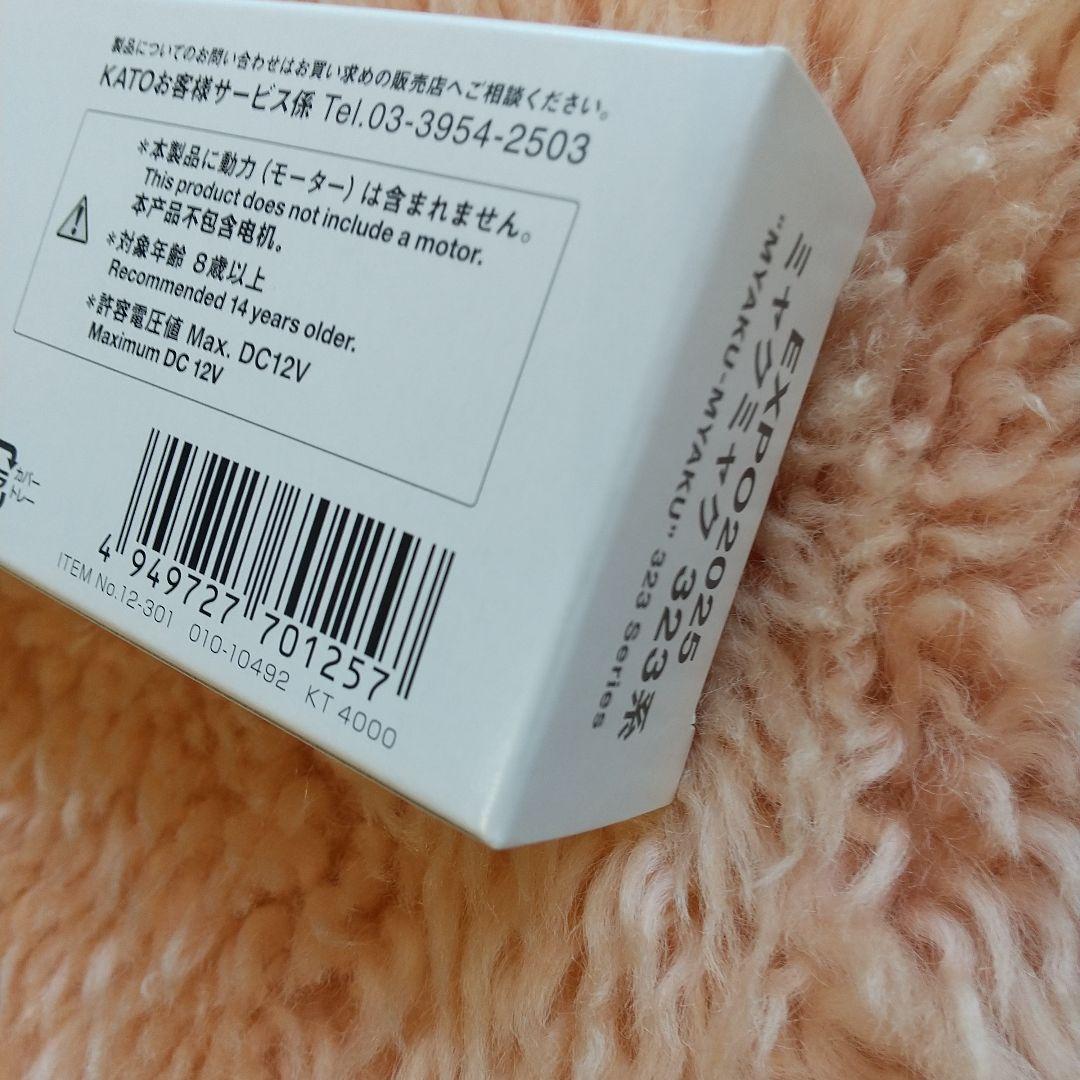 製品についてのお問い合わせはお買い求めの販売店へご相談ください。
KATOお客様サービス係 Tel.03-3954-2503
*本製品に動力（モーター）は含まれません。
This product does not include a motor.
本产品不包含电机。
*対象年齢 8歳以上
Recommended 14 years older.
*許容電圧値 Max. DC12V
Maximum DC 12V
カバー
トレー
4 949727 701257
ITEM No.12-301 010-10492 KT 4000
EXPO2025
ミャクミャク 323系
"MYAKU-MYAKU" 323 Series